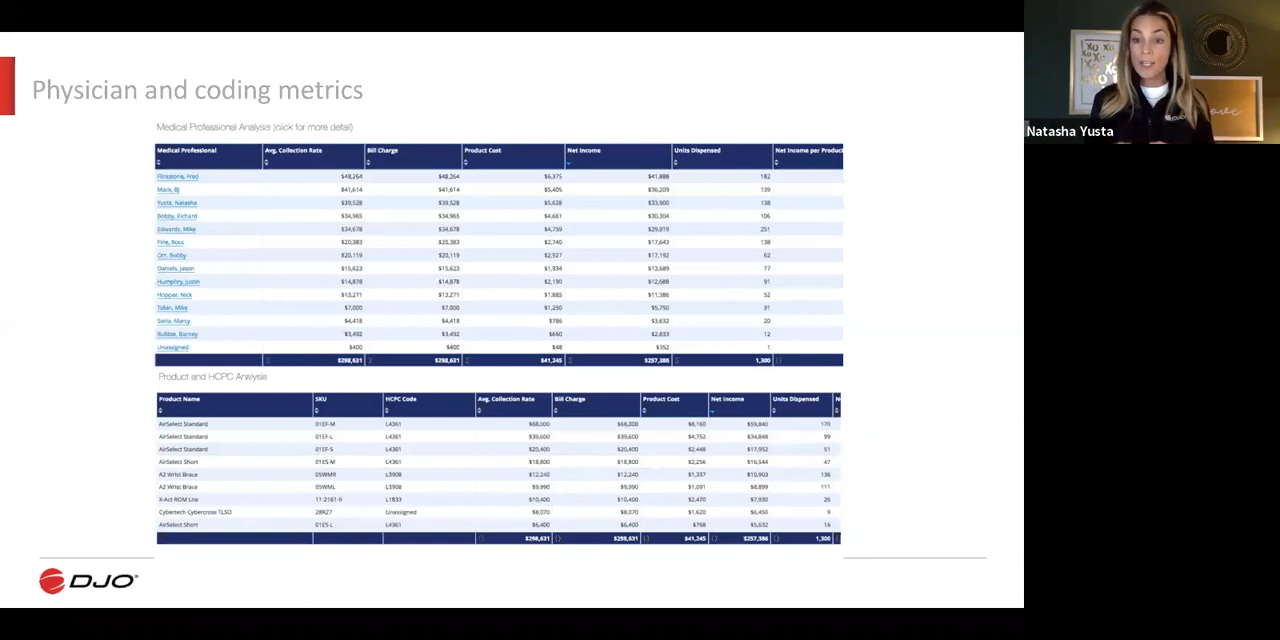 Natasha Yusta
Physician and coding metrics
Medical Professional Analysis (click for more detail)
Medical Professional Avg. Collection Rate Bill Charge Product Cost Net Income Units Dispensed Net Income per Product
Flintstone, Fred $48,264 $48,264 $6,375 $41,888 182
Mack, BJ $41,614 $41,614 $5,405 $36,209 139
Yusta, Natasha $39,528 $39,528 $5,628 $33,900 138
Bobby, Richard $34,965 $34,965 $4,661 $30,304 106
Edwards, Mike $34,678 $34,678 $4,759 $29,919 251
Fine, Ross $20,383 $20,383 $2,740 $17,643 138
Orr, Bobby $20,119 $20,119 $2,927 $17,192 62
Daniels, Jason $15,623 $15,623 $1,934 $13,689 77
Humphry, Justin $14,878 $14,878 $2,190 $12,688 91
Hopper, Nick $13,271 $13,271 $1,885 $11,386 52
Tobin, Mike $7,000 $7,000 $1,250 $5,750 31
Soria, Marcy $4,418 $4,418 $786 $3,632 20
Rubble, Barney $3,492 $3,492 $660 $2,833 12
Unassigned $400 $400 $48 $352 1
$298,631 $298,631 $41,245 $257,386 1,300
Product and HCPC Analysis
Product Name SKU HCPC Code Avg. Collection Rate Bill Charge Product Cost Net Income Units Dispensed
AirSelect Standard 01EF-M L4361 $68,000 $68,000 $8,160 $59,840 170
AirSelect Standard 01EF-L L4361 $39,600 $39,600 $4,752 $34,848 99
AirSelect Standard 01EF-S L4361 $20,400 $20,400 $2,448 $17,952 51
AirSelect Short 01ES-M L4361 $18,800 $18,800 $2,256 $16,544 47
A2 Wrist Brace 05WMR L3908 $12,240 $12,240 $1,337 $10,903 136
A2 Wrist Brace 05WML L3908 $9,990 $9,990 $1,091 $8,899 111
X-Act ROM Lite 11-2161-9 L1833 $10,400 $10,400 $2,470 $7,930 26
Cybertech Cybercross TLSO 28R27 Unassigned $8,070 $8,070 $1,620 $6,450 9
AirSelect Short 01ES-L L4361 $6,400 $6,400 $768 $5,632 16
$298,631 $298,631 $41,245 $257,386 1,300
DJO®